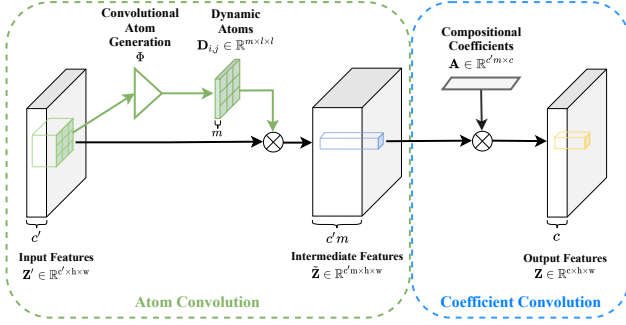 Convolutional
Atom
Generation
Φ
Dynamic
Atoms
D_{i,j} ∈ ℝ^{m×l×l}
m
Compositional
Coefficients
A ∈ ℝ^{c'm×c}
c'
c'm
c
Input Features
Z' ∈ ℝ^{c'×h×w}
Intermediate Features
Z̃ ∈ ℝ^{c'm×h×w}
Output Features
Z ∈ ℝ^{c×h×w}
Atom Convolution
Coefficient Convolution